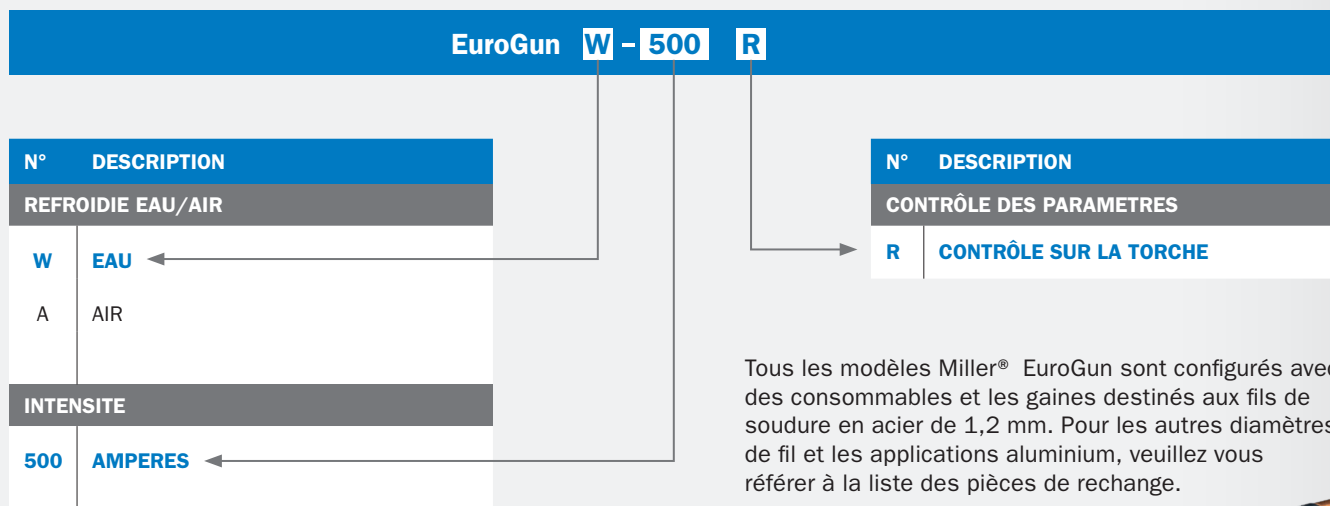 EuroGun W – 500 R
N° DESCRIPTION
REFROIDIE EAU/AIR
W EAU
A AIR
INTENSITE
500 AMPERES
N° DESCRIPTION
CONTRÔLE DES PARAMETRES
R CONTRÔLE SUR LA TORCHE
Tous les modèles Miller® EuroGun sont configurés avec
des consommables et les gaines destinés aux fils de
soudure en acier de 1,2 mm. Pour les autres diamètres
de fil et les applications aluminium, veuillez vous
référer à la liste des pièces de rechange.